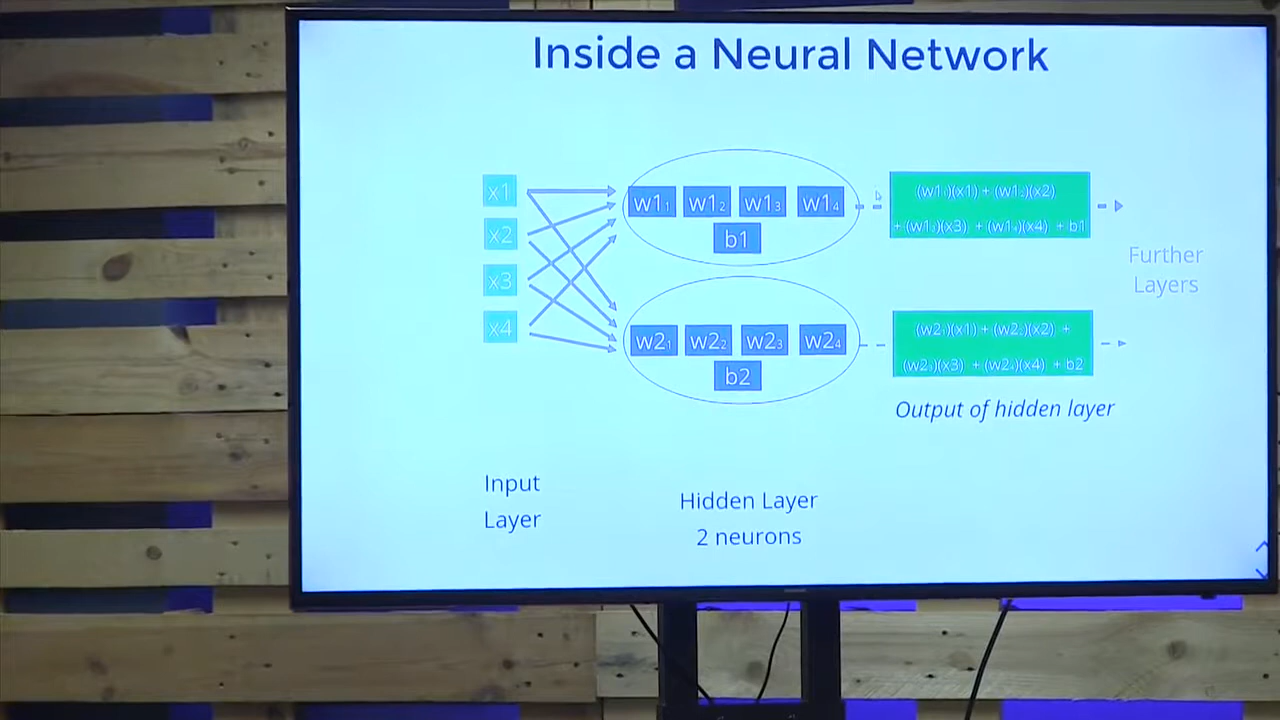 Inside a Neural Network
x1
x2
x3
x4
w1₁ w1₂ w1₃ w1₄
b1
w2₁ w2₂ w2₃ w2₄
b2
(w1₁)(x1) + (w1₂)(x2)
+ (w1₃)(x3) + (w1₄)(x4) + b1
(w2₁)(x1) + (w2₂)(x2) +
(w2₃)(x3) + (w2₄)(x4) + b2
Further
Layers
Output of hidden layer
Input
Layer
Hidden Layer
2 neurons